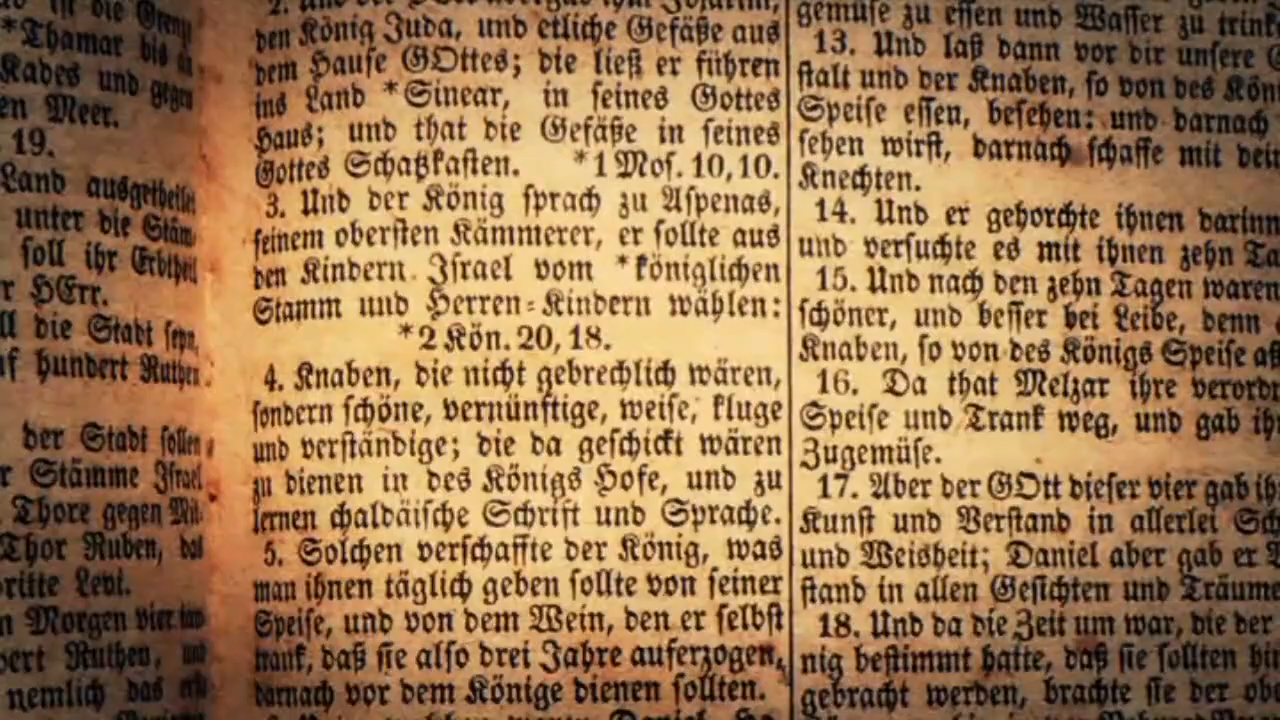 ist die Grenz
*Thamar bis an
Kades und gegen
en Meer.
19.
Land ausgetheilet
unter die Stäm
soll ihr Erbtheil
r HErr.
ll die Stadt seyn,
uf hundert Ruthen
der Stadt sollen
r Stämme Israel
Thore gegen Mit
Thor Ruben, das
dritte Levi.
n Morgen vier
Ruthen,
nemlich das
den König Juda, und etliche Gefäße aus
dem Hause GOttes; die ließ er führen
ins Land *Sinear, in seines Gottes
Haus; und that die Gefäße in seines
Gottes Schatzkasten. *1 Mos. 10, 10.
3. Und der König sprach zu Aspenas,
seinem obersten Kämmerer, er sollte aus
den Kindern Israel vom *königlichen
Stamm und Herren-Kindern wählen:
*2 Kön. 20, 18.
4. Knaben, die nicht gebrechlich wären,
sondern schöne, vernünftige, weise, kluge
und verständige; die da geschickt wären
zu dienen in des Königs Hofe, und zu
lernen chaldäische Schrift und Sprache.
5. Solchen verschaffte der König, was
man ihnen täglich geben sollte von seiner
Speise, und von dem Wein, den er selbst
trank, daß sie also drei Jahre auferzogen,
darnach vor dem Könige dienen sollten.
gemüse zu essen und Wasser zu trink
13. Und laß dann vor dir unsere G
stalt und der Knaben, so von des Kön
Speise essen, besehen: und darnach
sehen wirst, darnach schaffe mit dein
Knechten.
14. Und er gehorchte ihnen darinn
und versuchte es mit ihnen zehn Ta
15. Und nach den zehn Tagen waren
schöner, und besser bei Leibe, denn
Knaben, so von des Königs Speise aß
16. Da that Melzar ihre verordn
Speise und Trank weg, und gab ihn
Zugemüse.
17. Aber der GOtt dieser vier gab ih
Kunst und Verstand in allerlei Sch
und Weisheit; Daniel aber gab er V
stand in allen Gesichten und Träume
18. Und da die Zeit um war, die der
nig bestimmt hatte, daß sie sollten hin
gebracht werden, brachte sie der obe